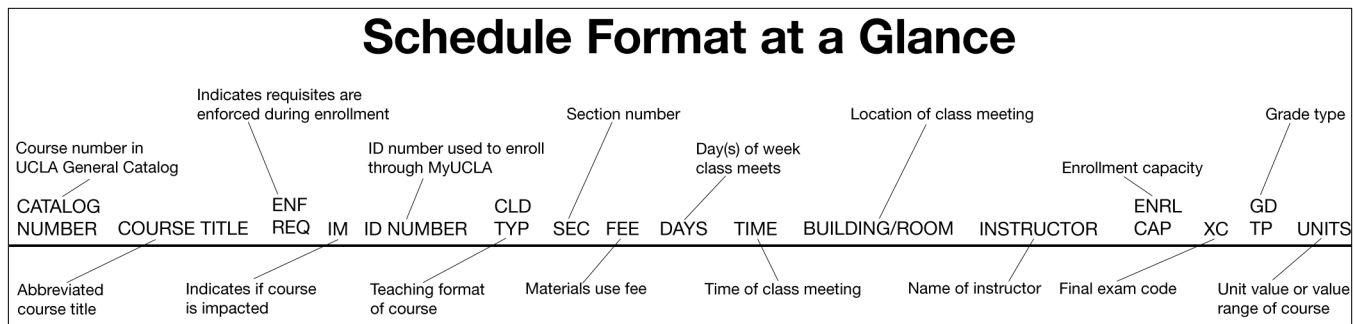 Schedule Format at a Glance
Indicates requisites are
enforced during enrollment
Section number
Location of class meeting
Grade type
Course number in
UCLA General Catalog
ID number used to enroll
through MyUCLA
Day(s) of week
class meets
Enrollment capacity
CATALOG
NUMBER
COURSE TITLE
ENF
REQ
IM
ID NUMBER
CLD
TYP
SEC
FEE
DAYS
TIME
BUILDING/ROOM
INSTRUCTOR
ENRL
CAP
XC
GD
TP
UNITS
Abbreviated
course title
Indicates if course
is impacted
Teaching format
of course
Materials use fee
Time of class meeting
Name of instructor
Final exam code
Unit value or value
range of course